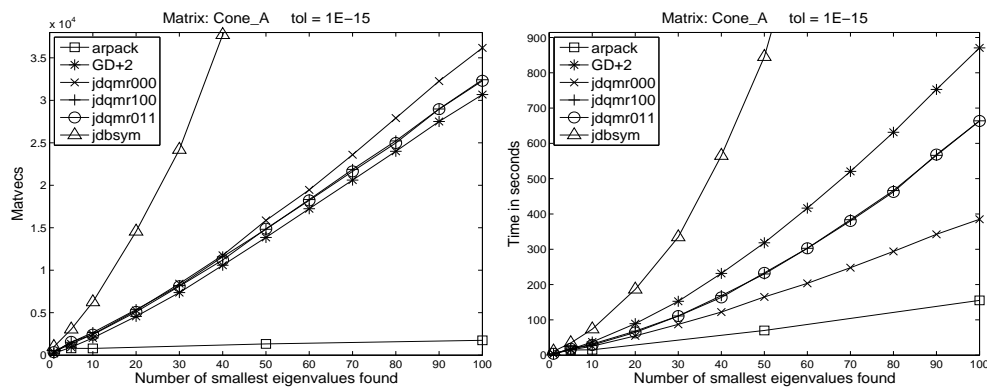 Matrix: Cone_A tol = 1E-15
x 10⁴
3.5
3
2.5
2
1.5
1
0.5
0
Matvecs
arpack
GD+2
jdqmr000
jdqmr100
jdqmr011
jdbsym
0 10 20 30 40 50 60 70 80 90 100
Number of smallest eigenvalues found
Matrix: Cone_A tol = 1E-15
900
800
700
600
500
400
300
200
100
0
Time in seconds
arpack
GD+2
jdqmr000
jdqmr100
jdqmr011
jdbsym
0 10 20 30 40 50 60 70 80 90 100
Number of smallest eigenvalues found